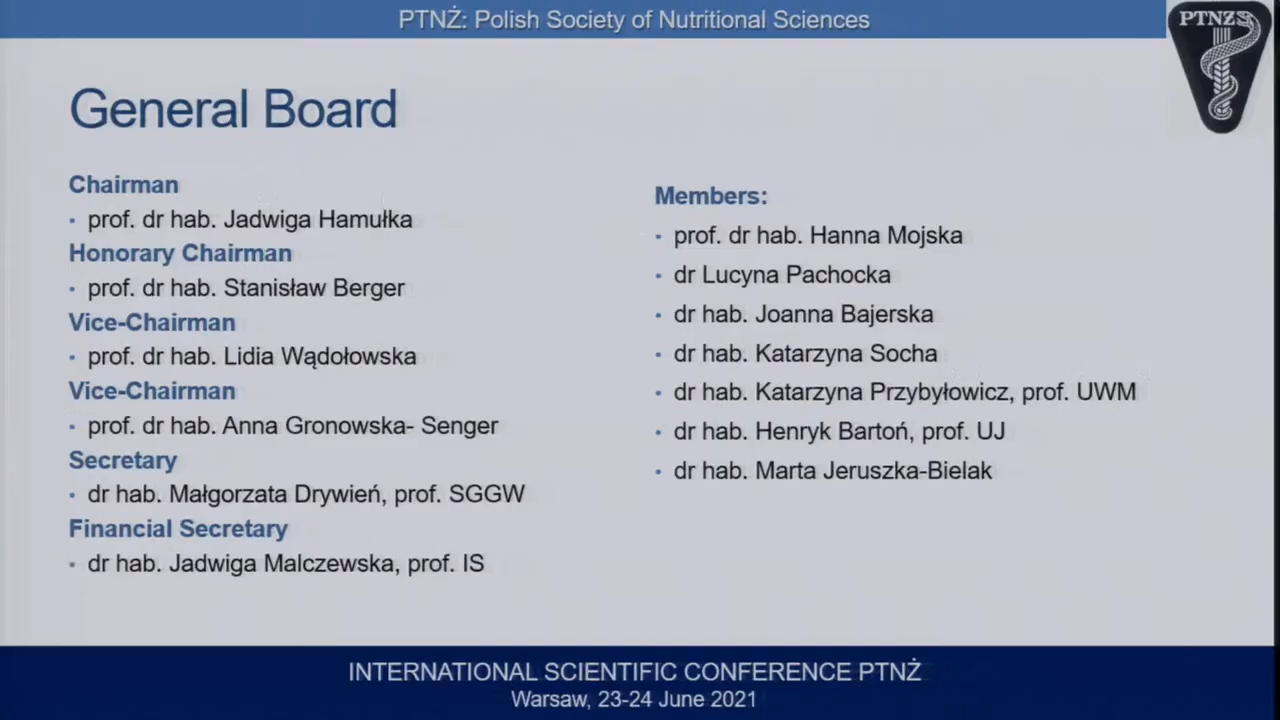 PTNŻ: Polish Society of Nutritional Sciences
PTNŻ
General Board
Chairman
• prof. dr hab. Jadwiga Hamułka
Honorary Chairman
• prof. dr hab. Stanisław Berger
Vice-Chairman
• prof. dr hab. Lidia Wądołowska
Vice-Chairman
• prof. dr hab. Anna Gronowska- Senger
Secretary
• dr hab. Małgorzata Drywień, prof. SGGW
Financial Secretary
• dr hab. Jadwiga Malczewska, prof. IS
Members:
• prof. dr hab. Hanna Mojska
• dr Lucyna Pachocka
• dr hab. Joanna Bajerska
• dr hab. Katarzyna Socha
• dr hab. Katarzyna Przybyłowicz, prof. UWM
• dr hab. Henryk Bartoń, prof. UJ
• dr hab. Marta Jeruszka-Bielak
INTERNATIONAL SCIENTIFIC CONFERENCE PTNŻ
Warsaw, 23-24 June 2021